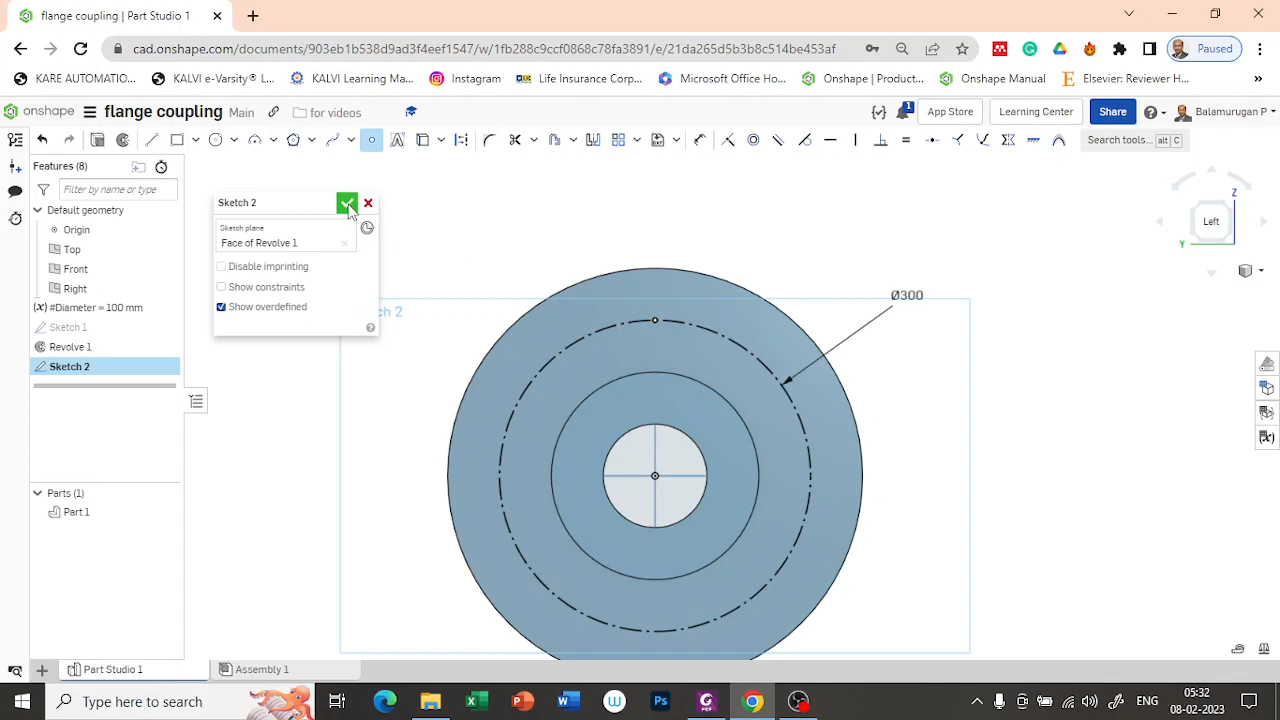 flange coupling | Part Studio 1
cad.onshape.com/documents/903eb1b538d9ad3f4eef1547/w/1fb288c9ccf0868c78fa3891/e/21da265d5b3b8c514be453af
Paused
KARE AUTOMATIO...
KALVI e-Varsity® L...
KALVI Learning Ma...
Instagram
Life Insurance Corp...
Microsoft Office Ho...
Onshape | Product...
Onshape Manual
Elsevier: Reviewer H...
»
onshape
flange coupling Main
for videos
1
App Store
Learning Center
Share
Balamurugan P
Search tools... alt C
Features (8)
Filter by name or type
Default geometry
Origin
Top
Front
Right
(x) #Diameter = 100 mm
Sketch 1
Revolve 1
Sketch 2
Parts (1)
Part 1
Sketch 2
Sketch plane
Face of Revolve 1
Disable imprinting
Show constraints
Show overdefined
ch 2
Ø300
Z
Left
Y
Part Studio 1
Assembly 1
Type here to search
ENG
05:32
08-02-2023